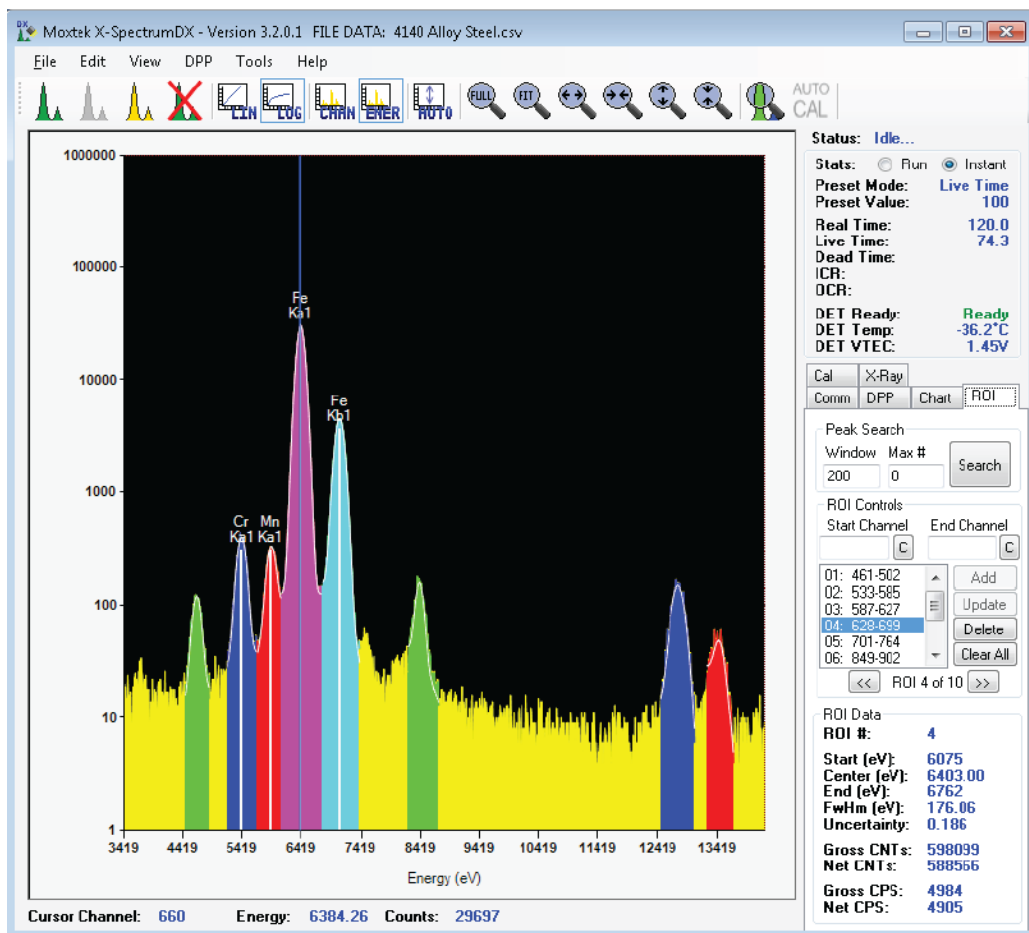 DX
Moxtek X-SpectrumDX - Version 3.2.0.1 FILE DATA: 4140 Alloy Steel.csv
File Edit View DPP Tools Help
LIN LOG CHAN ENER AUTO FULL FIT AUTO CAL
1000000
100000
10000
1000
100
10
1
Fe
Ka1
Fe
Kb1
Cr Mn
Ka1 Ka1
3419 4419 5419 6419 7419 8419 9419 10419 11419 12419 13419
Energy (eV)
Cursor Channel: 660 Energy: 6384.26 Counts: 29697
Status: Idle...
Stats: Run Instant
Preset Mode: Live Time
Preset Value: 100
Real Time: 120.0
Live Time: 74.3
Dead Time:
ICR:
OCR:
DET Ready: Ready
DET Temp: -36.2°C
DET VTEC: 1.45V
Cal X-Ray
Comm DPP Chart ROI
Peak Search
Window Max #
200 0 Search
ROI Controls
Start Channel End Channel
C C
01: 461-502
02: 533-585
03: 587-627
04: 628-699
05: 701-764
06: 849-902
Add
Update
Delete
Clear All
<< ROI 4 of 10 >>
ROI Data
ROI #: 4
Start (eV): 6075
Center (eV): 6403.00
End (eV): 6762
FwHm (eV): 176.06
Uncertainty: 0.186
Gross CNTs: 598099
Net CNTs: 588566
Gross CPS: 4984
Net CPS: 4905